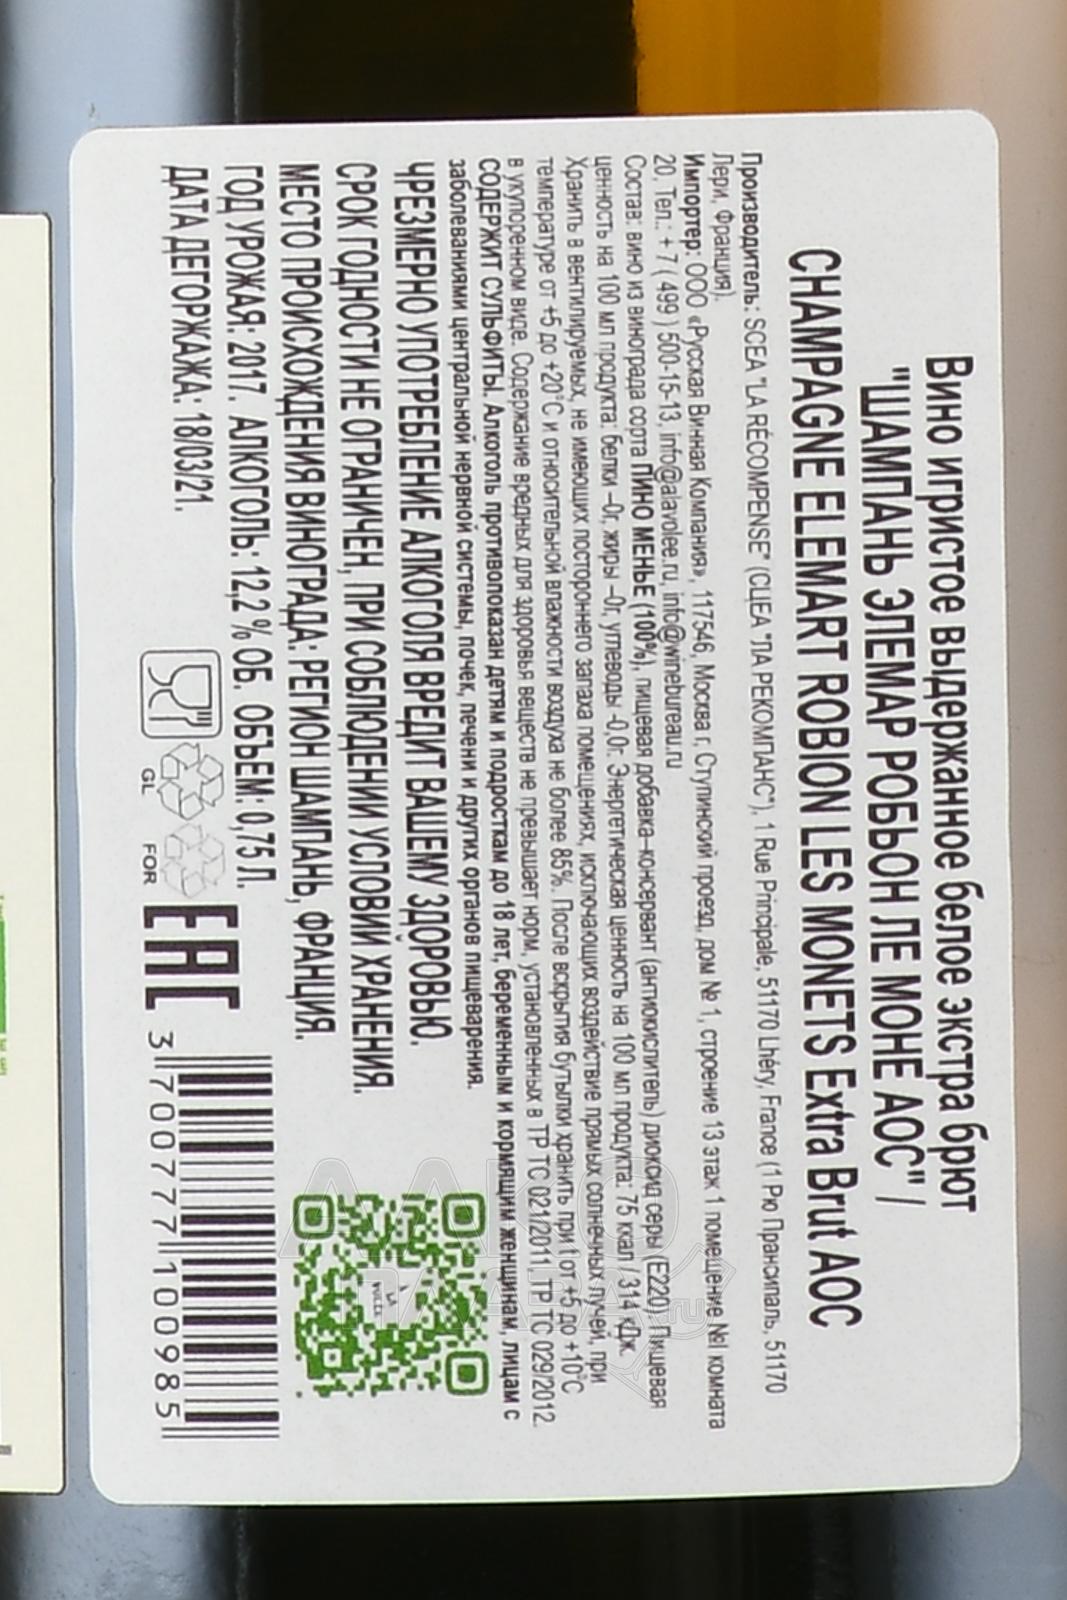 Вино игристое выдержанное белое экстра брют
"ШАМПАНЬ ЭЛЕМАР РОБЬОН ЛЕ МОНЕ АОС" /
CHAMPAGNE ELEMART ROBION LES MONETS Extra Brut AOC
Производитель: SCEA "LA RÉCOMPENSE" (СЦЕА "ЛА РЕКОМПАНС"), 1 Rue Principale, 51170 Lhéry, France (1 Рю Прансипаль, 51170
Лери, Франция).
Импортер: ООО «Русская Винная Компания», 117546, Москва г, Ступинский проезд, дом № 1, строение 13 этаж 1 помещение №I комната
20, Тел.: + 7 ( 499 ) 500-15-13, info@alavolee.ru, info@winebureau.ru
Состав: вино из винограда сорта ПИНО МЕНЬЕ (100%), пищевая добавка–консервант (антиокислитель) диоксид серы (Е220). Пищевая
ценность на 100 мл продукта: белки –0г, жиры –0г, углеводы -0,0г. Энергетическая ценность на 100 мл продукта: 75 ккал / 314 кДж.
Хранить в вентилируемых, не имеющих постороннего запаха помещениях, исключающих воздействие прямых солнечных лучей, при
температуре от +5 до +20°С и относительной влажности воздуха не более 85%. После вскрытия бутылки хранить при t от +5 до +10°С
в укупоренном виде. Содержание вредных для здоровья веществ не превышает норм, установленных в ТР ТС 021/2011, ТР ТС 029/2012.
СОДЕРЖИТ СУЛЬФИТЫ. Алкоголь противопоказан детям и подросткам до 18 лет, беременным и кормящим женщинам, лицам с
заболеваниями центральной нервной системы, почек, печени и других органов пищеварения.
ЧРЕЗМЕРНО УПОТРЕБЛЕНИЕ АЛКОГОЛЯ ВРЕДИТ ВАШЕМУ ЗДОРОВЬЮ.
СРОК ГОДНОСТИ НЕ ОГРАНИЧЕН, ПРИ СОБЛЮДЕНИИ УСЛОВИЙ ХРАНЕНИЯ.
МЕСТО ПРОИСХОЖДЕНИЯ ВИНОГРАДА: РЕГИОН ШАМПАНЬ, ФРАНЦИЯ.
ГОД УРОЖАЯ: 2017. АЛКОГОЛЬ: 12,2 % ОБ. ОБЪЕМ: 0,75 Л.
ДАТА ДЕГОРЖАЖА: 18/03/21.
GL
FOR
EAC
3 700777 100985